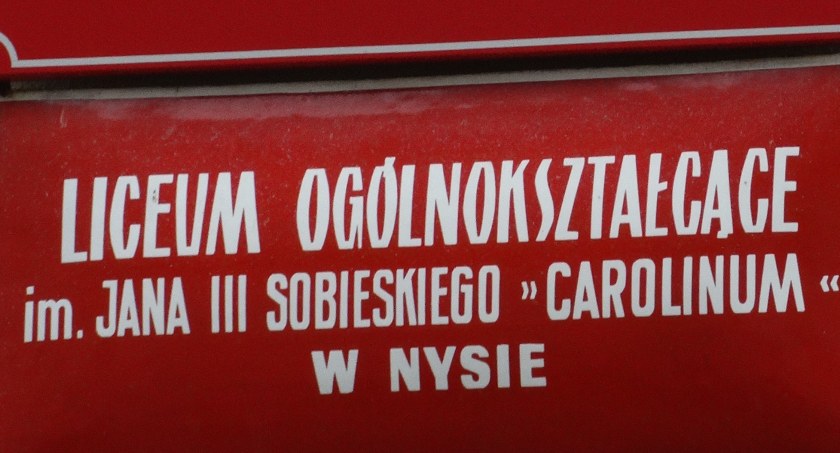 LICEUM OGÓLNOKSZTAŁCĄCE
im. JANA III SOBIESKIEGO »CAROLINUM«
W NYSIE